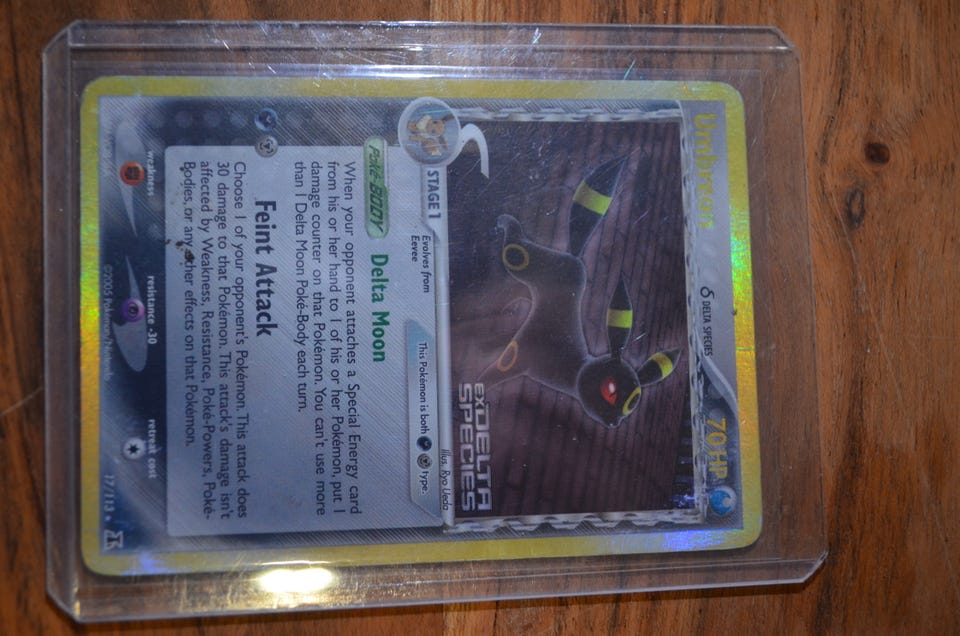 Umbreon
δ DELTA SPECIES
70 HP
EX DELTA
SPECIES
Illus. Ryo Ueda
STAGE 1
Evolves from
Eevee
This Pokémon is both type.
Poké-BODY
Delta Moon
When your opponent attaches a Special Energy card
from his or her hand to 1 of his or her Pokémon, put 1
damage counter on that Pokémon. You can't use more
than 1 Delta Moon Poké-Body each turn.
Feint Attack
Choose 1 of your opponent's Pokémon. This attack does
30 damage to that Pokémon. This attack's damage isn't
affected by Weakness, Resistance, Poké-Powers, Poké-
Bodies, or any other effects on that Pokémon.
weakness
resistance -30
retreat cost
©2005 Pokémon/Nintendo
17/113 ★